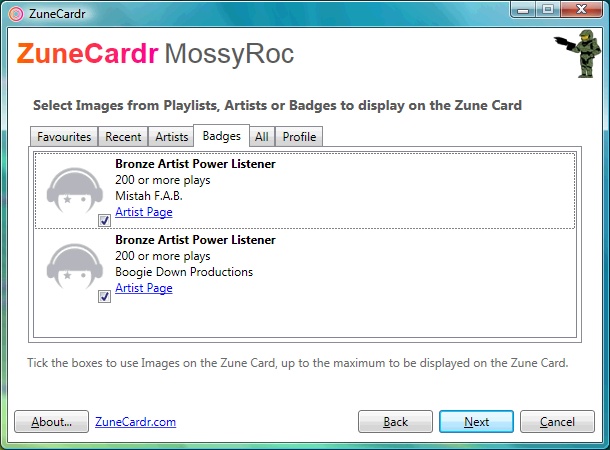 ZuneCardr
ZuneCardr MossyRoc
Select Images from Playlists, Artists or Badges to display on the Zune Card
Favourites Recent Artists Badges All Profile
Bronze Artist Power Listener
200 or more plays
Mistah F.A.B.
Artist Page
Bronze Artist Power Listener
200 or more plays
Boogie Down Productions
Artist Page
Tick the boxes to use Images on the Zune Card, up to the maximum to be displayed on the Zune Card.
About... ZuneCardr.com Back Next Cancel